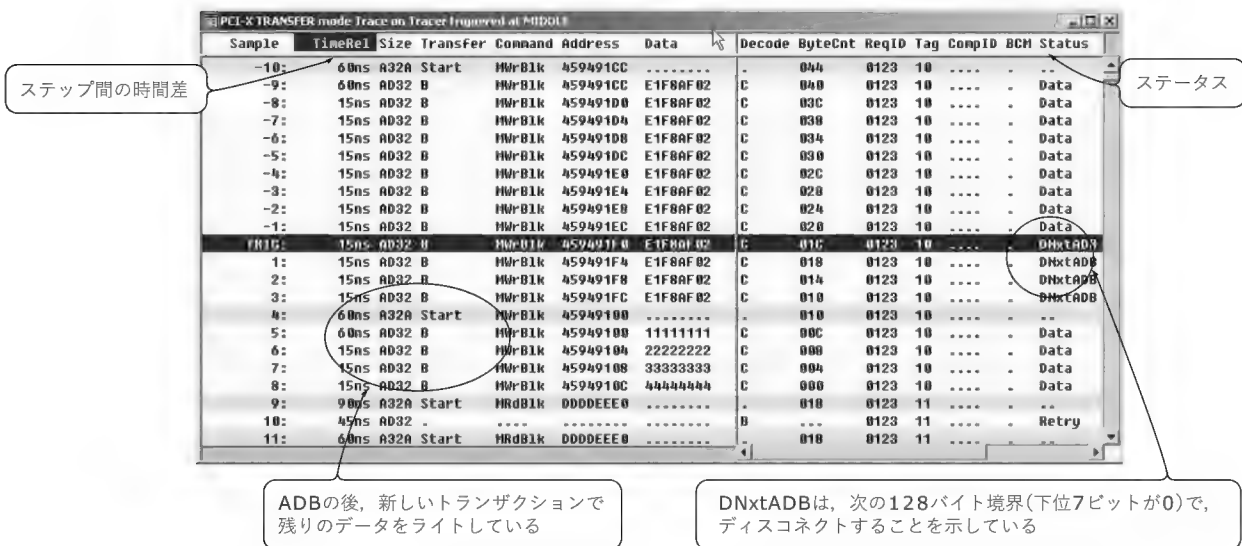 PCI-X TRANSFER mode Trace on Tracer triggered at MIDDLE
Sample TimeRel Size Transfer Command Address Data Decode ByteCnt ReqID Tag CompID BCM Status
-10: 60ns A32A Start MWrBlk 459491CC ........ . 044 0123 10 .... . ..
-9: 60ns AD32 B MWrBlk 459491CC E1F8AF02 C 040 0123 10 .... . Data
-8: 15ns AD32 B MWrBlk 459491D0 E1F8AF02 C 03C 0123 10 .... . Data
-7: 15ns AD32 B MWrBlk 459491D4 E1F8AF02 C 038 0123 10 .... . Data
-6: 15ns AD32 B MWrBlk 459491D8 E1F8AF02 C 034 0123 10 .... . Data
-5: 15ns AD32 B MWrBlk 459491DC E1F8AF02 C 030 0123 10 .... . Data
-4: 15ns AD32 B MWrBlk 459491E0 E1F8AF02 C 02C 0123 10 .... . Data
-3: 15ns AD32 B MWrBlk 459491E4 E1F8AF02 C 028 0123 10 .... . Data
-2: 15ns AD32 B MWrBlk 459491E8 E1F8AF02 C 024 0123 10 .... . Data
-1: 15ns AD32 B MWrBlk 459491EC E1F8AF02 C 020 0123 10 .... . Data
TRIG: 15ns AD32 B MWrBlk 459491F0 E1F8AF02 C 01C 0123 10 .... . DNxtADB
1: 15ns AD32 B MWrBlk 459491F4 E1F8AF02 C 018 0123 10 .... . DNxtADB
2: 15ns AD32 B MWrBlk 459491F8 E1F8AF02 C 014 0123 10 .... . DNxtADB
3: 15ns AD32 B MWrBlk 459491FC E1F8AF02 C 010 0123 10 .... . DNxtADB
4: 60ns A32A Start MWrBlk 45949100 ........ . 010 0123 10 .... . ..
5: 60ns AD32 B MWrBlk 45949100 11111111 C 00C 0123 10 .... . Data
6: 15ns AD32 B MWrBlk 45949104 22222222 C 008 0123 10 .... . Data
7: 15ns AD32 B MWrBlk 45949108 33333333 C 004 0123 10 .... . Data
8: 15ns AD32 B MWrBlk 4594910C 44444444 C 000 0123 10 .... . Data
9: 90ns A32A Start MRdBlk DDDDEEE0 ........ . 018 0123 11 .... . ..
10: 45ns AD32 . .... ........ ........ B ... 0123 11 .... . Retry
11: 60ns A32A Start MRdBlk DDDDEEE0 ........ . 018 0123 11 .... . ..
ステップ間の時間差
ステータス
ADBの後，新しいトランザクションで
残りのデータをライトしている
DNxtADBは，次の128バイト境界(下位7ビットが0)で，
ディスコネクトすることを示している